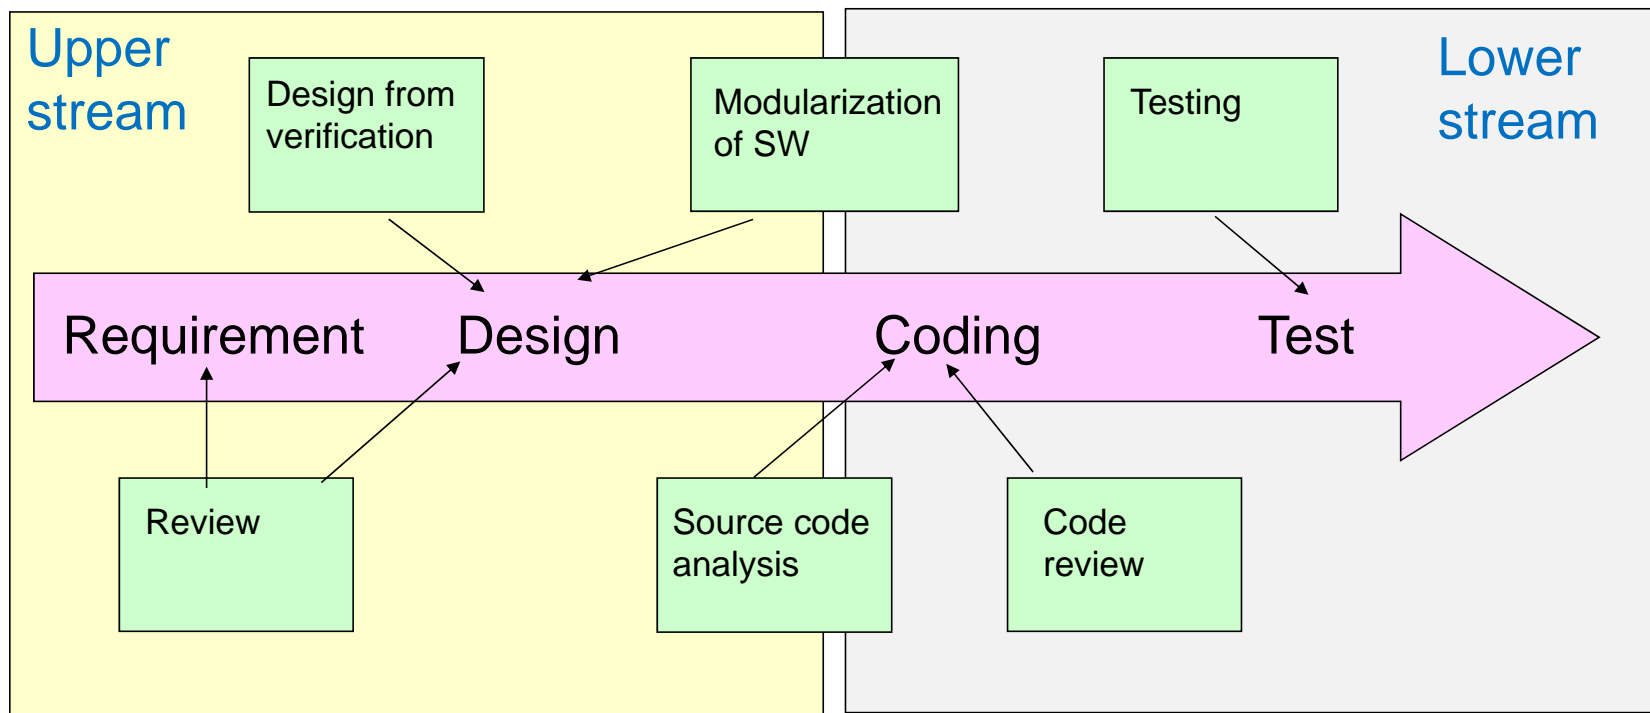 Upper
stream
Design from
verification
Modularization
of SW
Testing
Lower
stream
Requirement
Design
Coding
Test
Review
Source code
analysis
Code
review